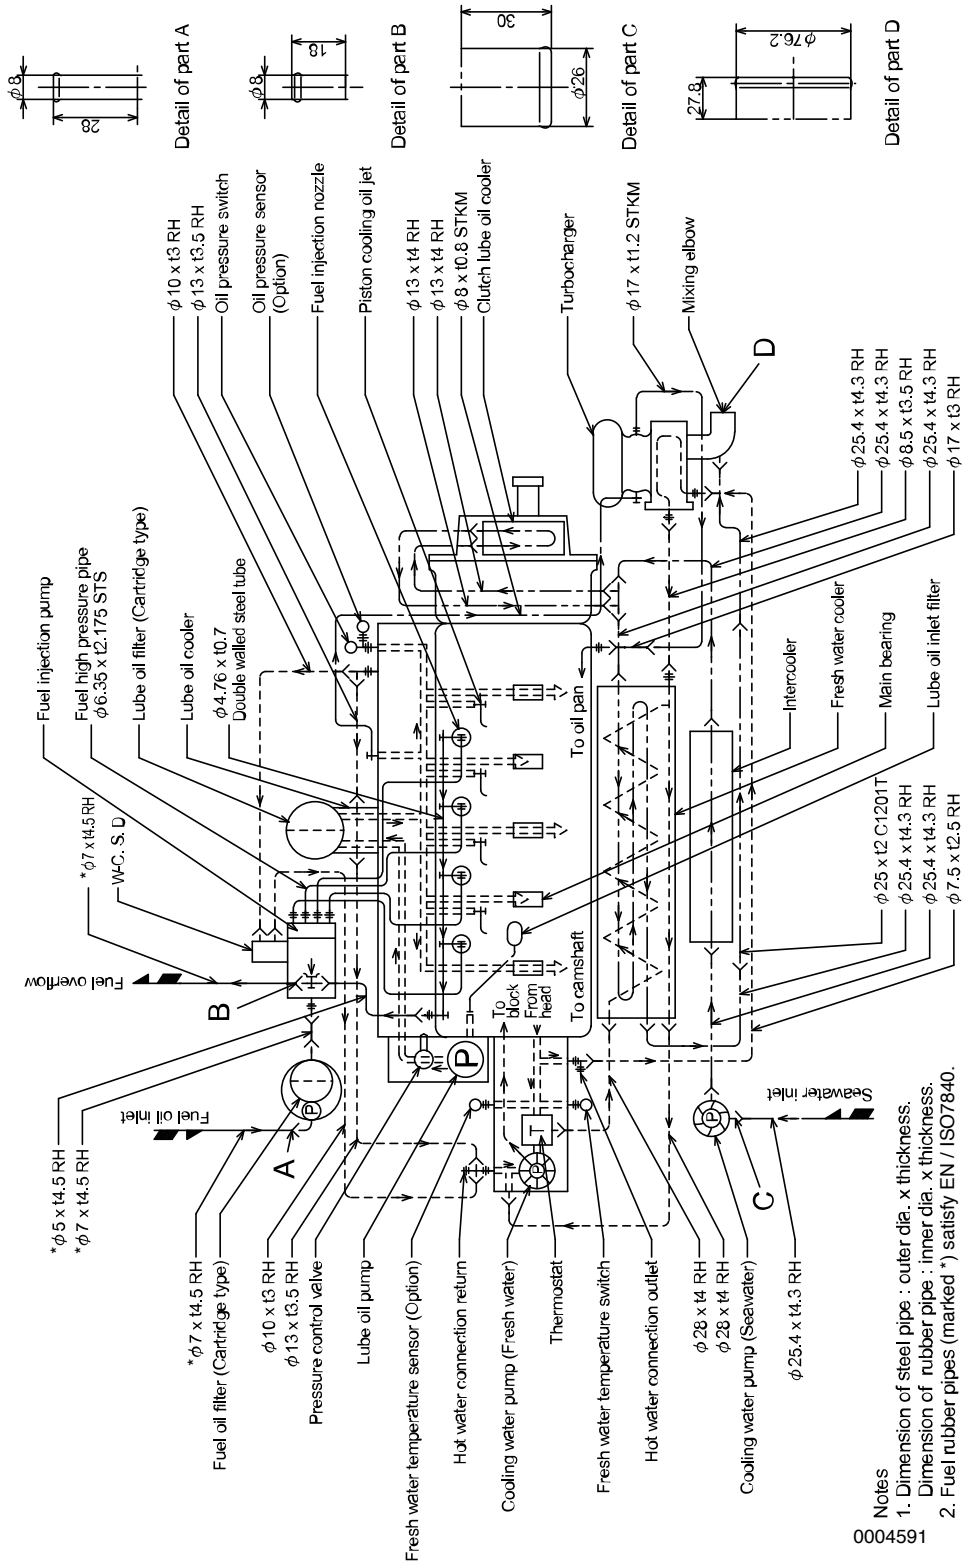 Fuel injection pump
Fuel high pressure pipe
ϕ6.35 x t2.175 STS
Lube oil filter (Cartridge type)
Lube oil cooler
ϕ4.76 x t0.7
Double walled steel tube
ϕ10 x t3 RH
ϕ13 x t3.5 RH
Oil pressure switch
Oil pressure sensor
(Option)
Fuel injection nozzle
Piston cooling oil jet
ϕ13 x t4 RH
ϕ13 x t4 RH
ϕ8 x t0.8 STKM
Clutch lube oil cooler
Turbocharger
ϕ17 x t1.2 STKM
Mixing elbow
D
*ϕ7 x t4.5 RH
W-C. S. D
Fuel overflow
B
*ϕ5 x t4.5 RH
*ϕ7 x t4.5 RH
Fuel oil inlet
A
P
*ϕ7 x t4.5 RH
Fuel oil filter (Cartridge type)
ϕ10 x t3 RH
ϕ13 x t3.5 RH
Pressure control valve
Lube oil pump
Fresh water temperature sensor (Option)
Hot water connection return
Cooling water pump (Fresh water)
Thermostat
Fresh water temperature switch
Hot water connection outlet
ϕ28 x t4 RH
ϕ28 x t4 RH
Cooling water pump (Seawater)
ϕ25.4 x t4.3 RH
P
P
T
To
block
From
head
To camshaft
To oil pan
P
C
Seawater inlet
ϕ25.4 x t4.3 RH
ϕ25.4 x t4.3 RH
ϕ8.5 x t3.5 RH
ϕ25.4 x t4.3 RH
ϕ17 x t3 RH
Intercooler
Fresh water cooler
Main bearing
Lube oil inlet filter
ϕ25 x t2 C1201T
ϕ25.4 x t4.3 RH
ϕ25.4 x t4.3 RH
ϕ7.5 x t2.5 RH
ϕ8
28
Detail of part A
ϕ8
18
Detail of part B
30
ϕ26
Detail of part C
ϕ76.2
27.8
Detail of part D
Notes
1. Dimension of steel pipe : outer dia. x thickness.
Dimension of rubber pipe : inner dia. x thickness.
2. Fuel rubber pipes (marked *) satisfy EN / ISO7840.
0004591